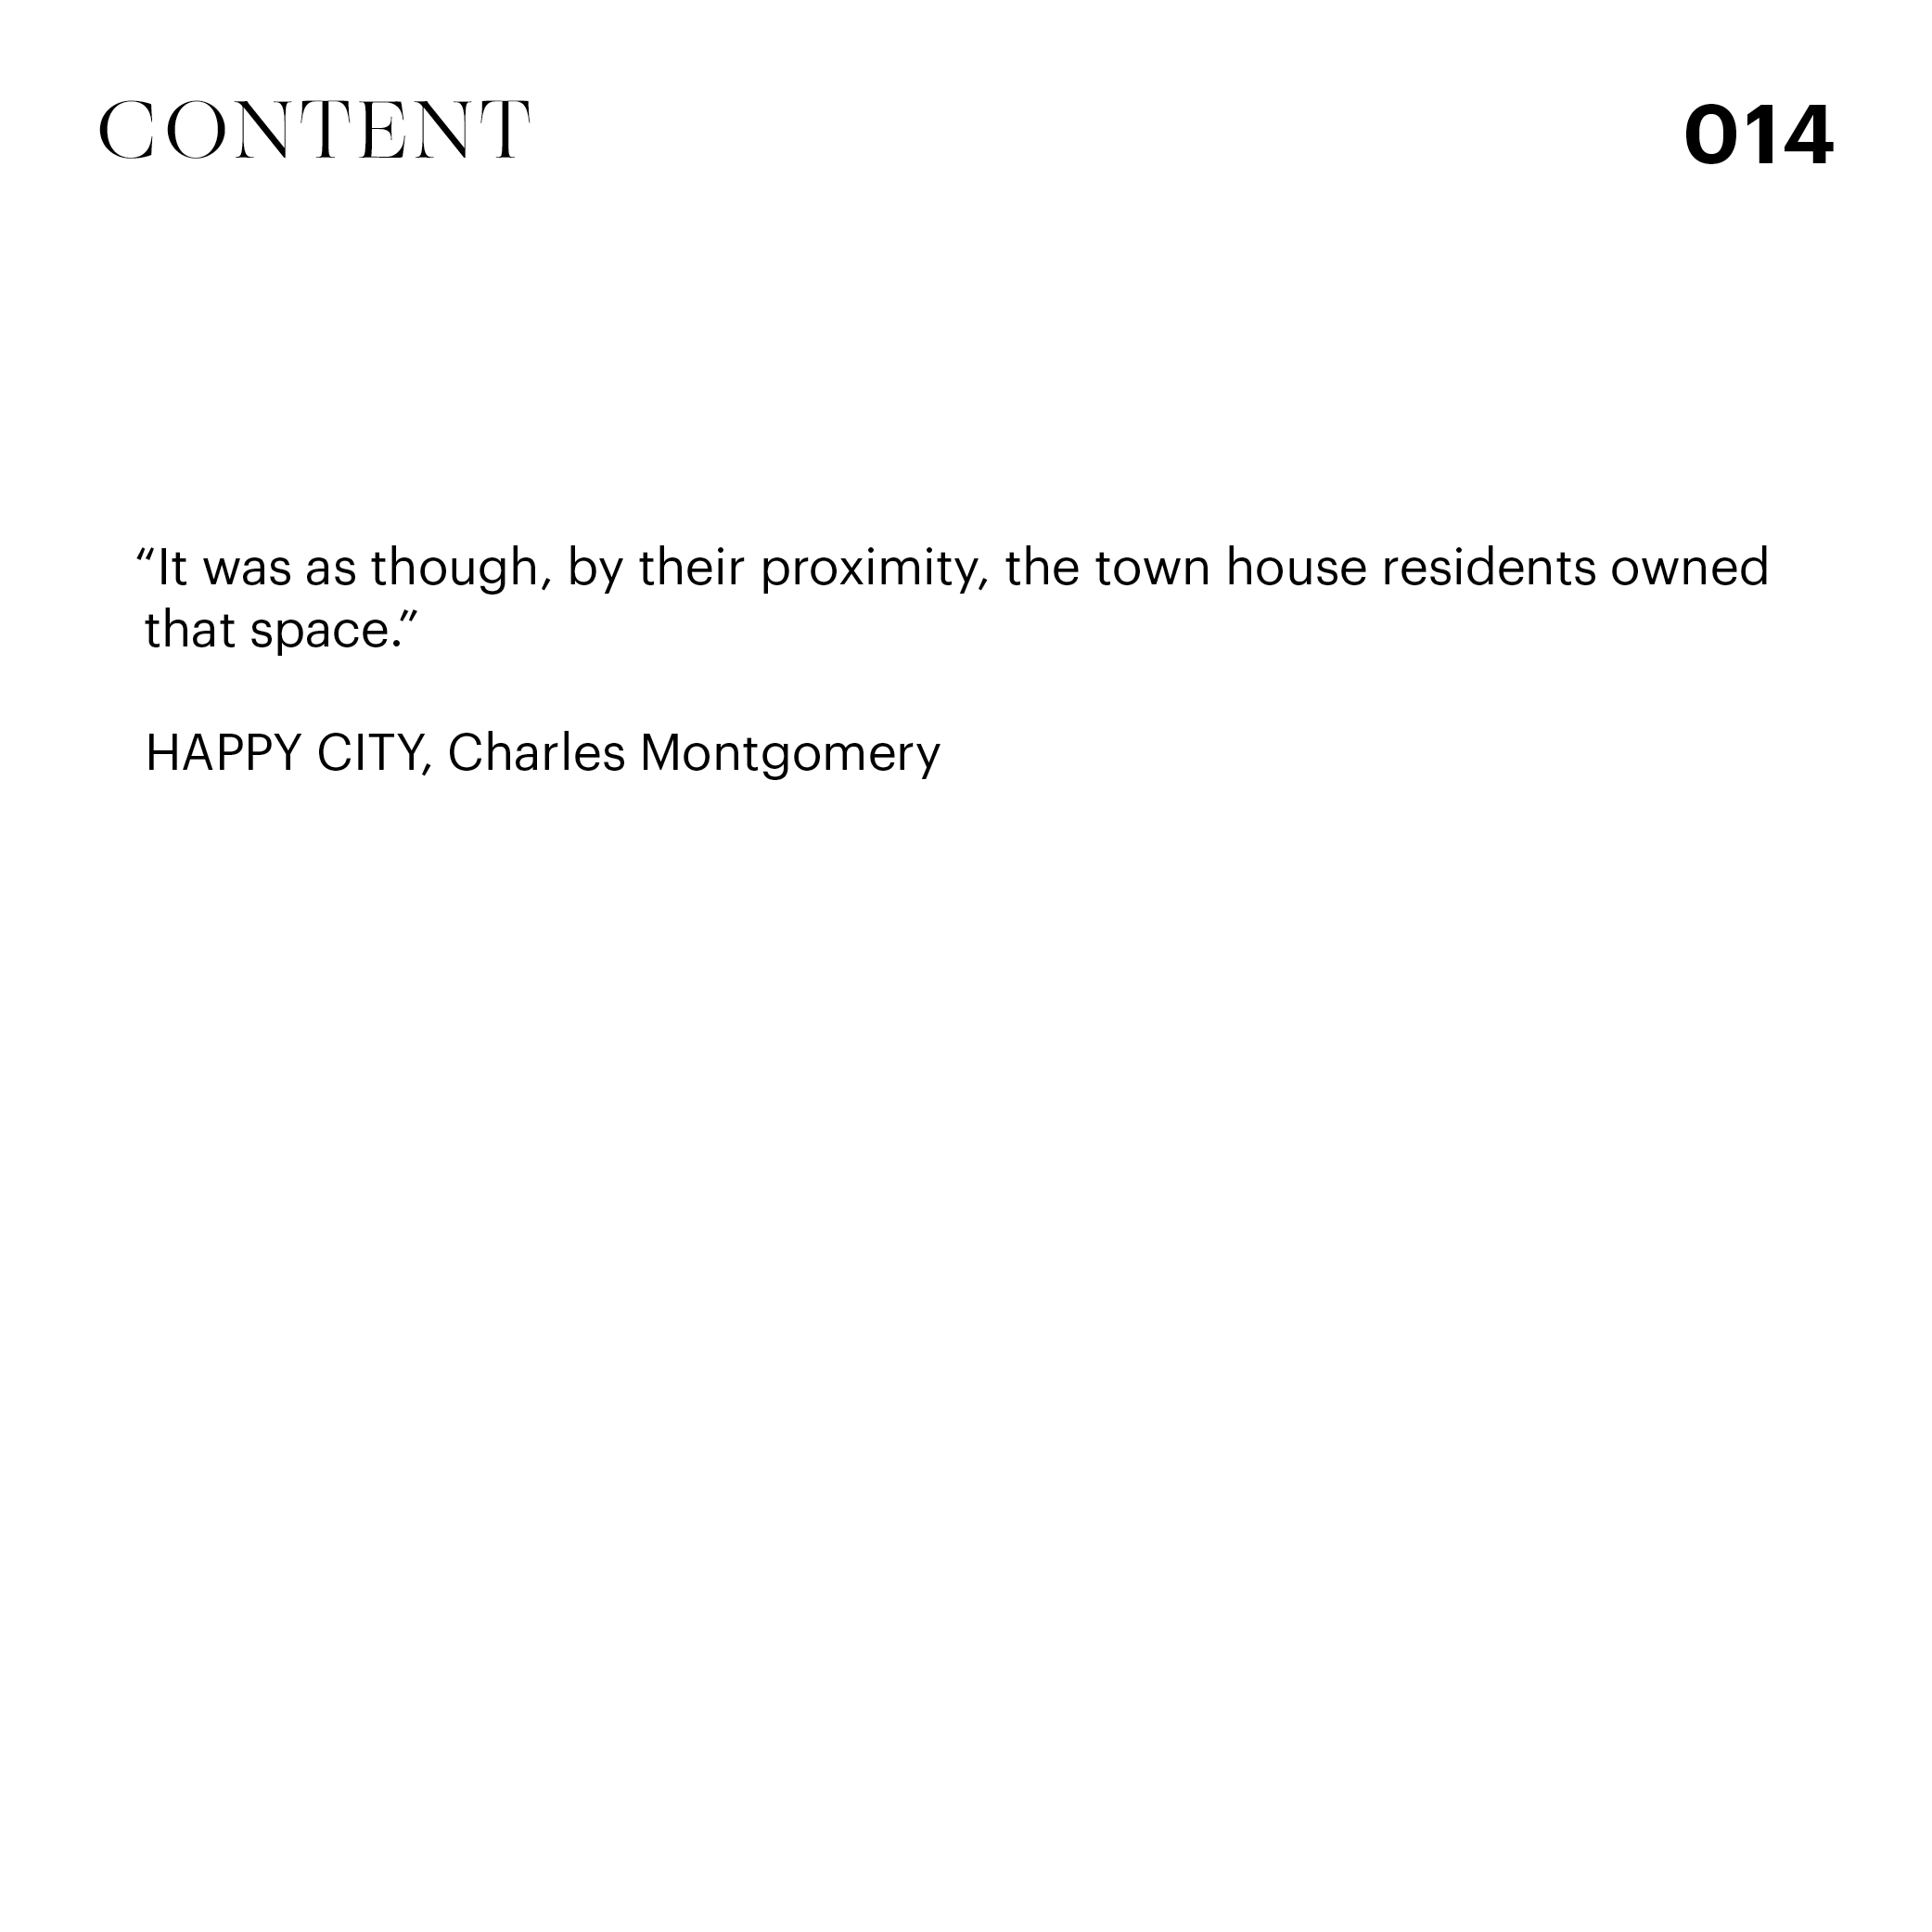 CONTENT 014
“It was as though, by their proximity, the town house residents owned
that space.”
HAPPY CITY, Charles Montgomery